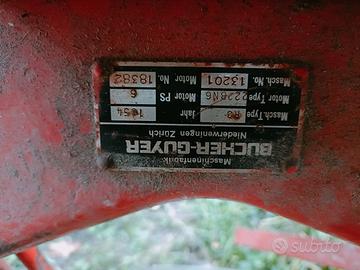 Maschinenfabrik
BUCHER-GUYER
Niederweningen Zürich
Masch.Type Jahr 1954
Motor Type Motor PS 6
Masch. No. 13201 Motor No. 18382
subito